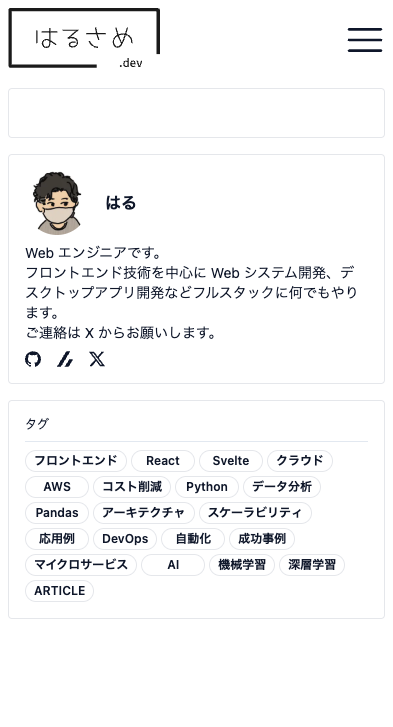 はるさめ
.dev
はる
Web エンジニアです。
フロントエンド技術を中心に Web システム開発、デ
スクトップアプリ開発などフルスタックに何でもやり
ます。
ご連絡は X からお願いします。
タグ
フロントエンド React Svelte クラウド
AWS コスト削減 Python データ分析
Pandas アーキテクチャ スケーラビリティ
応用例 DevOps 自動化 成功事例
マイクロサービス AI 機械学習 深層学習
ARTICLE